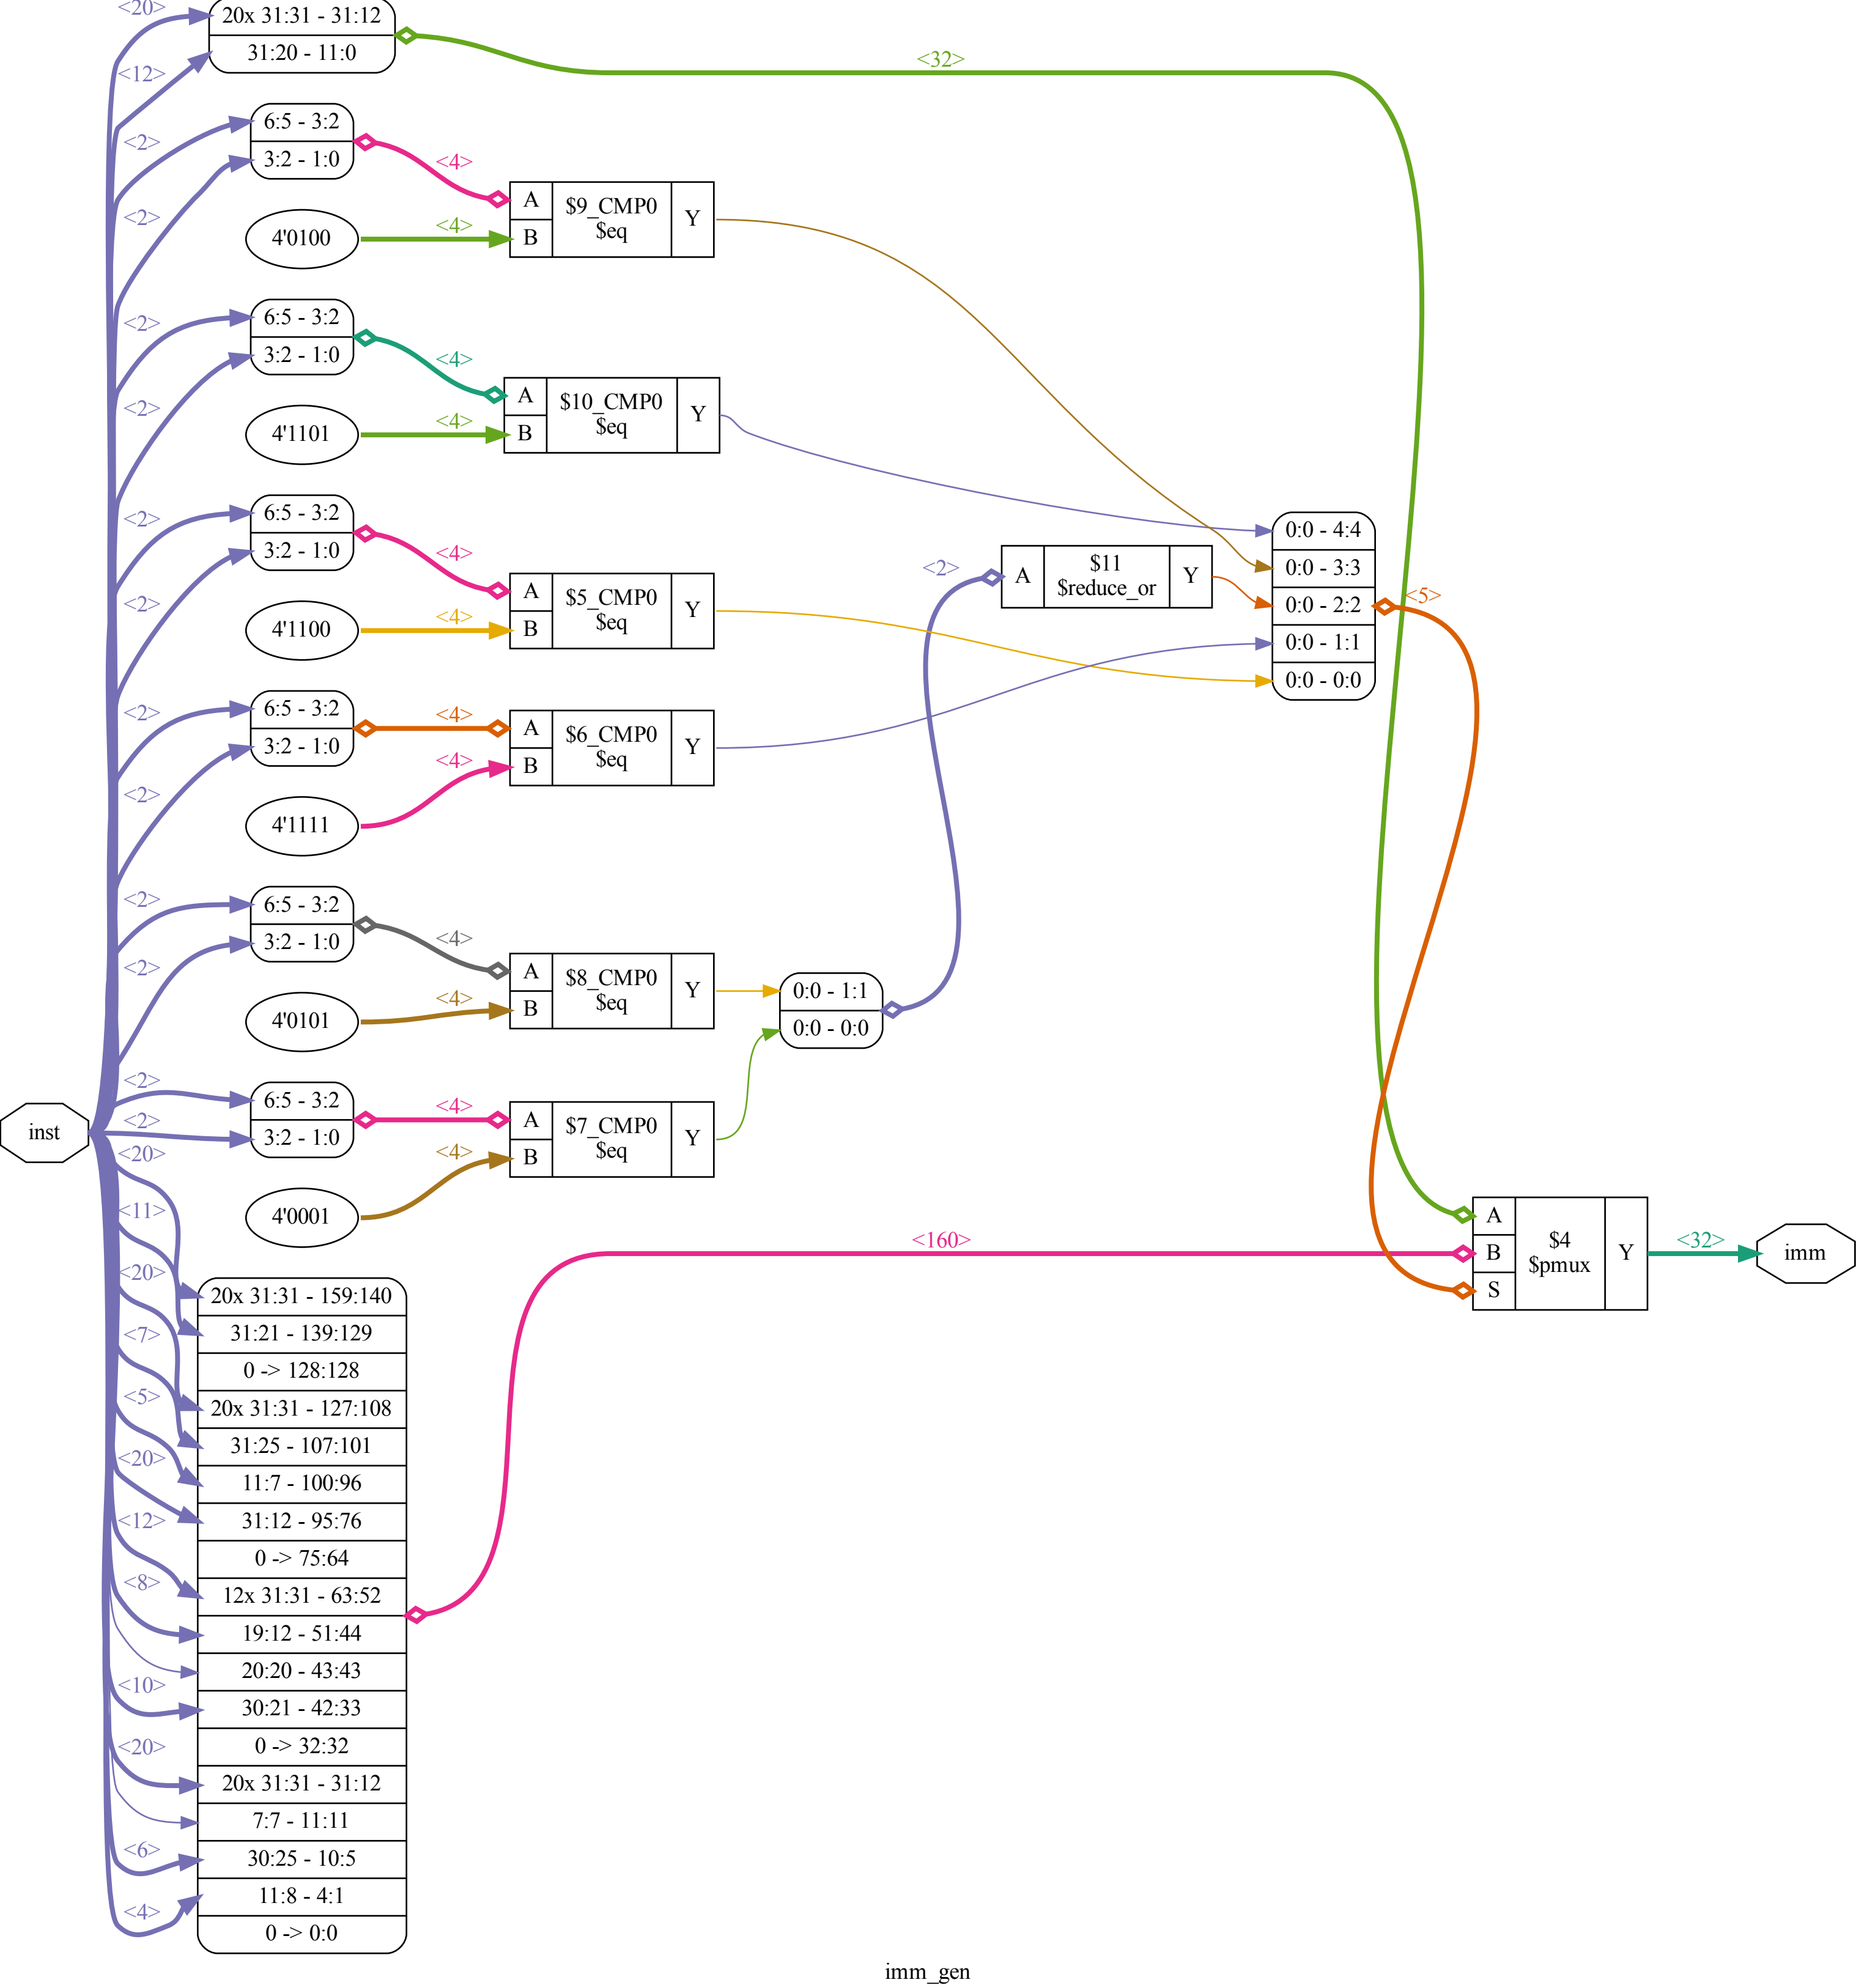 <20>
20x 31:31 - 31:12
31:20 - 11:0
<12>
<32>
<2>
6:5 - 3:2
3:2 - 1:0
<2>
<4>
4'0100
<4>
A
B
$9_CMP0
$eq
Y
<2>
6:5 - 3:2
3:2 - 1:0
<2>
<4>
4'1101
<4>
A
B
$10_CMP0
$eq
Y
<2>
6:5 - 3:2
3:2 - 1:0
<2>
<4>
4'1100
<4>
A
B
$5_CMP0
$eq
Y
<2>
A
$11
$reduce_or
Y
0:0 - 4:4
0:0 - 3:3
0:0 - 2:2
0:0 - 1:1
0:0 - 0:0
<5>
<2>
6:5 - 3:2
3:2 - 1:0
<2>
<4>
4'1111
<4>
A
B
$6_CMP0
$eq
Y
<2>
6:5 - 3:2
3:2 - 1:0
<2>
<4>
4'0101
<4>
A
B
$8_CMP0
$eq
Y
0:0 - 1:1
0:0 - 0:0
inst
<2>
6:5 - 3:2
3:2 - 1:0
<2>
<4>
4'0001
<4>
A
B
$7_CMP0
$eq
Y
<20>
<11>
<20>
<7>
<5>
<20>
<12>
<8>
<10>
<20>
<6>
<4>
20x 31:31 - 159:140
31:21 - 139:129
0 -> 128:128
20x 31:31 - 127:108
31:25 - 107:101
11:7 - 100:96
31:12 - 95:76
0 -> 75:64
12x 31:31 - 63:52
19:12 - 51:44
20:20 - 43:43
30:21 - 42:33
0 -> 32:32
20x 31:31 - 31:12
7:7 - 11:11
30:25 - 10:5
11:8 - 4:1
0 -> 0:0
<160>
A
B
S
$4
$pmux
Y
<32>
imm
imm_gen